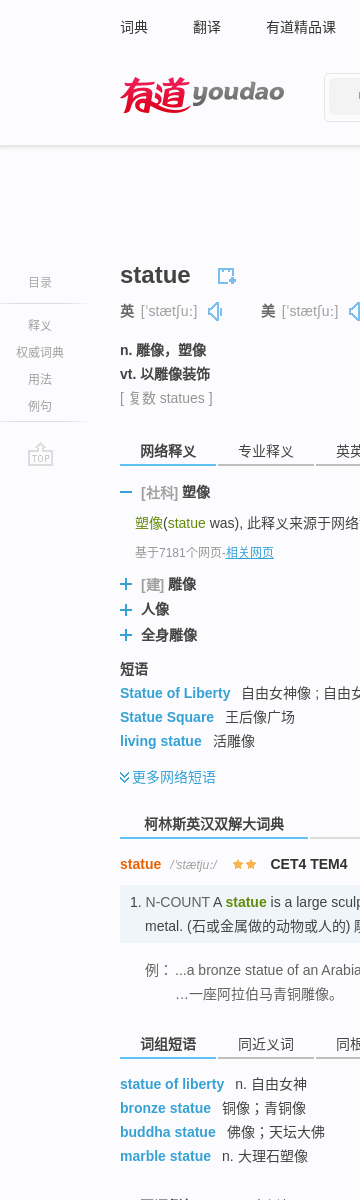 词典 翻译 有道精品课
有道 youdao
statue
目录
英 [ˈstætʃuː] 美 [ˈstætʃuː]
释义
权威词典
用法
例句
TOP
n. 雕像，塑像
vt. 以雕像装饰
[ 复数 statues ]
网络释义 专业释义 英英
[社科] 塑像
塑像(statue was), 此释义来源于网络
基于7181个网页-相关网页
[建] 雕像
人像
全身雕像
短语
Statue of Liberty 自由女神像 ; 自由女
Statue Square 王后像广场
living statue 活雕像
更多网络短语
柯林斯英汉双解大词典
statue /ˈstætjuː/ CET4 TEM4
1. N-COUNT A statue is a large sculp
metal. (石或金属做的动物或人的)
例： ...a bronze statue of an Arabia
…一座阿拉伯马青铜雕像。
词组短语 同近义词 同根
statue of liberty n. 自由女神
bronze statue 铜像；青铜像
buddha statue 佛像；天坛大佛
marble statue n. 大理石塑像